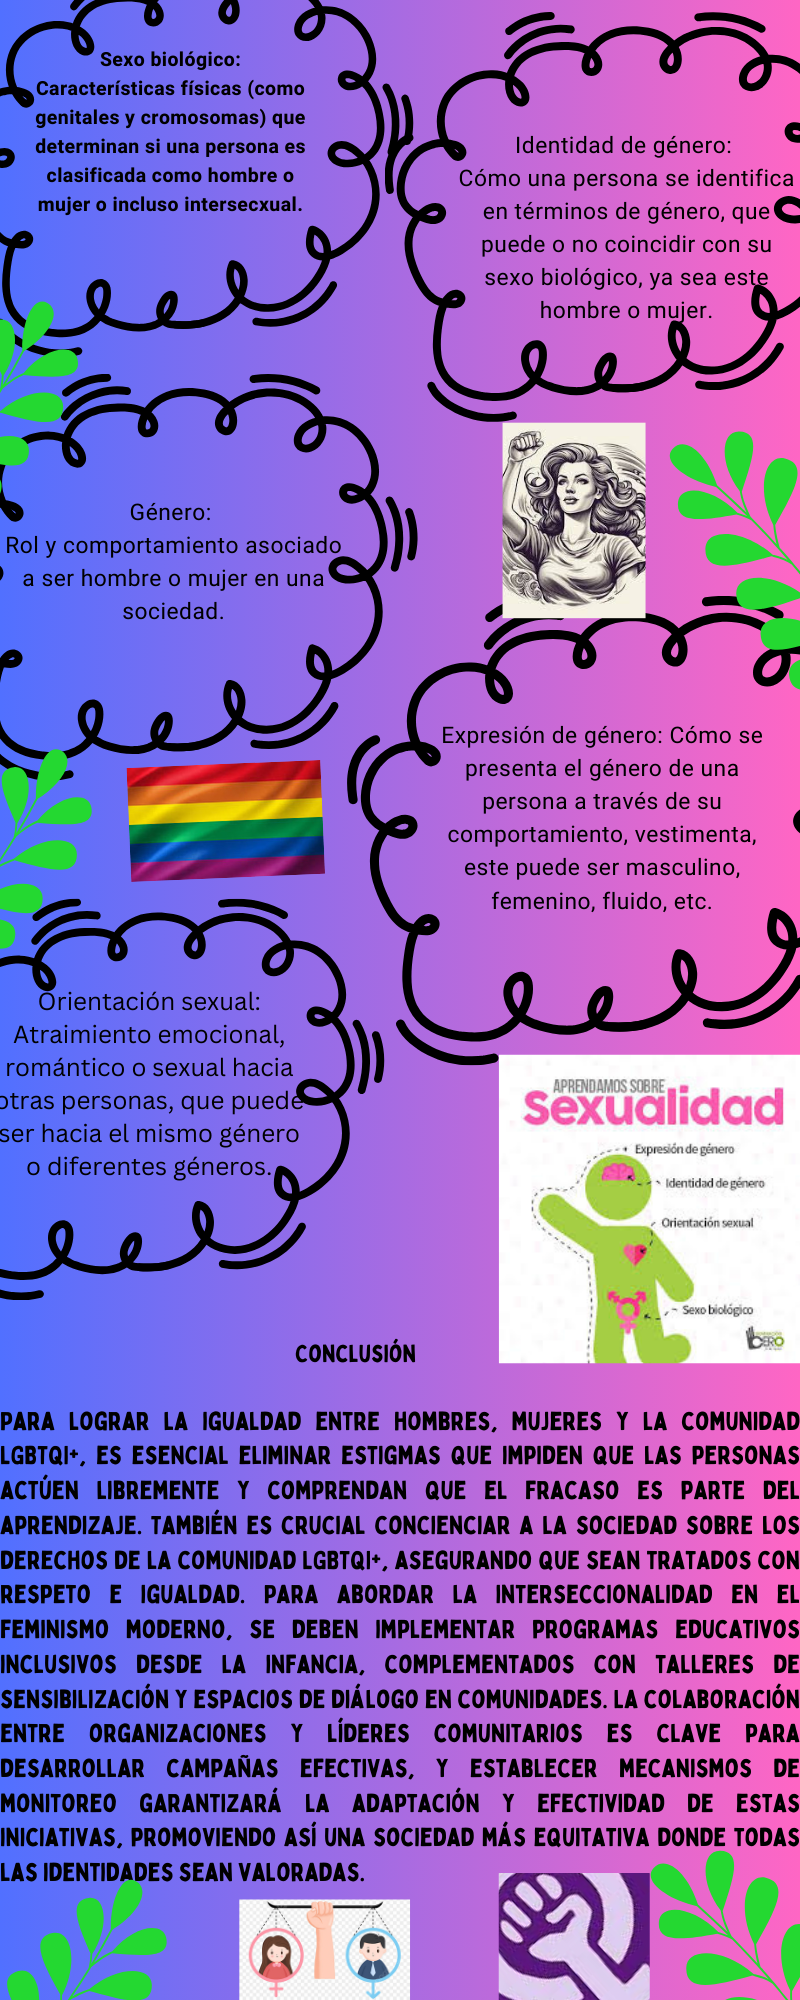 Sexo biológico:
Características físicas (como
genitales y cromosomas) que
determinan si una persona es
clasificada como hombre o
mujer o incluso intersecxual.
Identidad de género:
Cómo una persona se identifica
en términos de género, que
puede o no coincidir con su
sexo biológico, ya sea este
hombre o mujer.
Género:
Rol y comportamiento asociado
a ser hombre o mujer en una
sociedad.
Expresión de género: Cómo se
presenta el género de una
persona a través de su
comportamiento, vestimenta,
este puede ser masculino,
femenino, fluido, etc.
Orientación sexual:
Atraimiento emocional,
romántico o sexual hacia
otras personas, que puede
ser hacia el mismo género
o diferentes géneros.
APRENDAMOS SOBRE
sexualidad
Expresión de género
Identidad de género
Orientación sexual
Sexo biológico
CERO
CONCLUSIÓN
PARA LOGRAR LA IGUALDAD ENTRE HOMBRES, MUJERES Y LA COMUNIDAD
LGBTQI+, ES ESENCIAL ELIMINAR ESTIGMAS QUE IMPIDEN QUE LAS PERSONAS
ACTÚEN LIBREMENTE Y COMPRENDAN QUE EL FRACASO ES PARTE DEL
APRENDIZAJE. TAMBIÉN ES CRUCIAL CONCIENCIAR A LA SOCIEDAD SOBRE LOS
DERECHOS DE LA COMUNIDAD LGBTQI+, ASEGURANDO QUE SEAN TRATADOS CON
RESPETO E IGUALDAD. PARA ABORDAR LA INTERSECCIONALIDAD EN EL
FEMINISMO MODERNO, SE DEBEN IMPLEMENTAR PROGRAMAS EDUCATIVOS
INCLUSIVOS DESDE LA INFANCIA, COMPLEMENTADOS CON TALLERES DE
SENSIBILIZACIÓN Y ESPACIOS DE DIÁLOGO EN COMUNIDADES. LA COLABORACIÓN
ENTRE ORGANIZACIONES Y LÍDERES COMUNITARIOS ES CLAVE PARA
DESARROLLAR CAMPAÑAS EFECTIVAS, Y ESTABLECER MECANISMOS DE
MONITOREO GARANTIZARÁ LA ADAPTACIÓN Y EFECTIVIDAD DE ESTAS
INICIATIVAS, PROMOVIENDO ASÍ UNA SOCIEDAD MÁS EQUITATIVA DONDE TODAS
LAS IDENTIDADES SEAN VALORADAS.